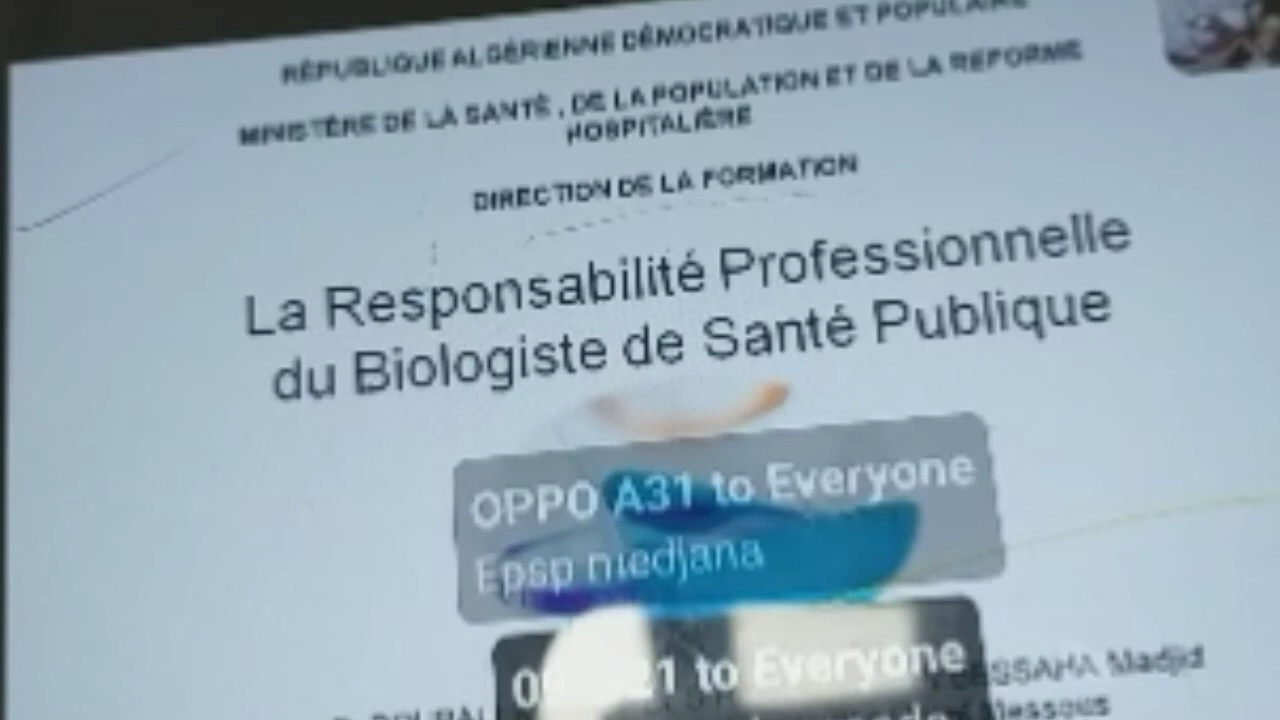 RÉPUBLIQUE ALGÉRIENNE DÉMOCRATIQUE ET POPULAIRE
MINISTÈRE DE LA SANTÉ , DE LA POPULATION ET DE LA REFORME
HOSPITALIÈRE
DIRECTION DE LA FORMATION
La Responsabilité Professionnelle
du Biologiste de Santé Publique
OPPO A31 to Everyone
Epsp medjana
to Everyone
Madjid